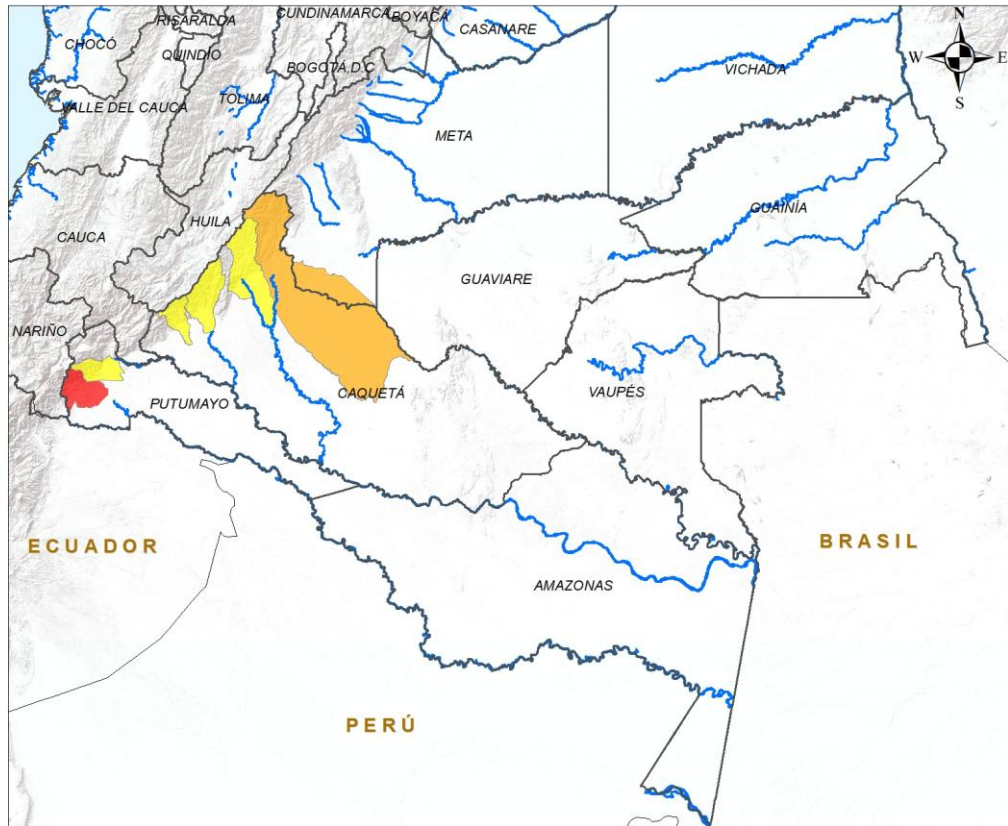 CUNDINAMARCA
BOYACÁ
RISARALDA
CASANARE
N
CHOCÓ
QUINDÍO
BOGOTÁ D.C
W
E
VICHADA
S
VALLE DEL CAUCA
TOLIMA
META
GUAINÍA
HUILA
CAUCA
GUAVIARE
NARIÑO
VAUPÉS
CAQUETÁ
PUTUMAYO
ECUADOR
BRASIL
AMAZONAS
PERÚ